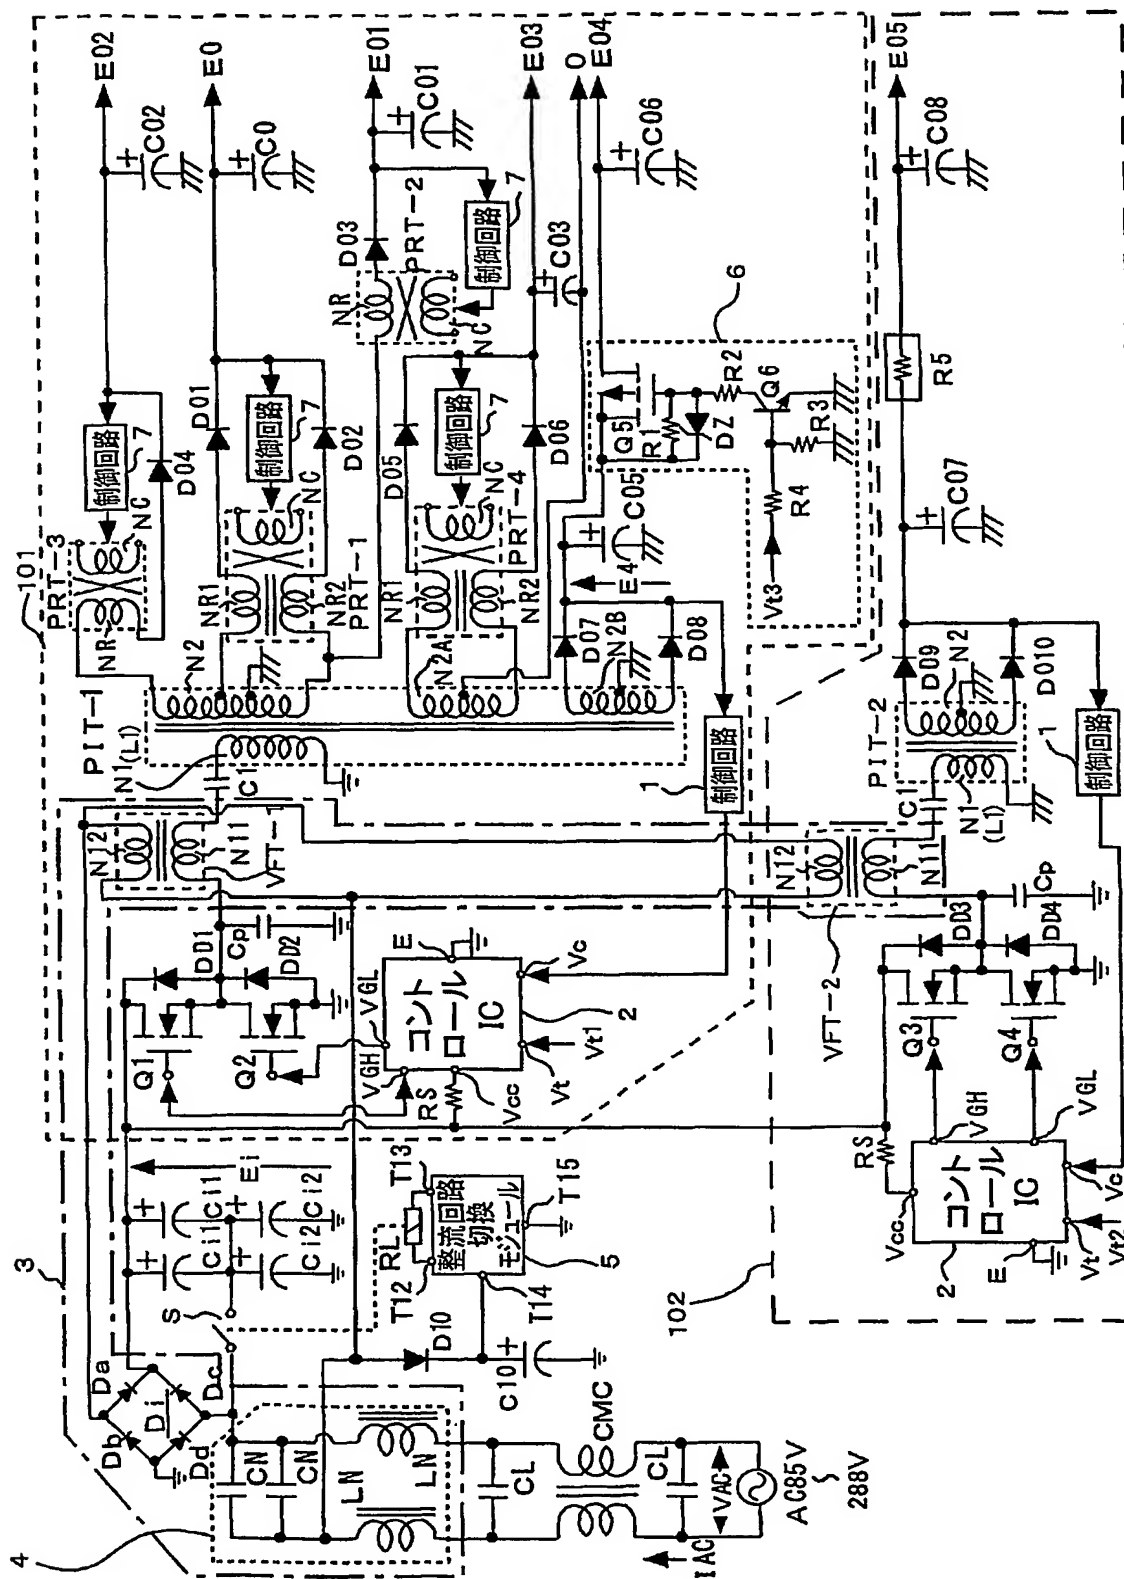 E02
C02
E0
C0
E01
C01
E03
0
E04
C06
E05
C08
101
PRT-3
制御回路
7
NC
D04
NR
N2
D01
制御回路
7
D02
NC
NR1
NR2
PRT-1
D03
NR
PRT-2
制御回路
7
NC
C03
D05
制御回路
7
D06
NC
PRT-4
NR1
NR2
N2A
6
Q5
R1
DZ
R2
Q6
R3
R4
Vt3
C05
E4
D07
N2B
D08
R5
C07
PIT-1
N1(L1)
C1
1
制御回路
PIT-2
DO9
N2
DO10
1
制御回路
C1
N1
(L1)
3
N12
N11
VFT-1
N12
N11
VFT-2
DD1
Cp
DD2
Q1
Q2
E
VGL
VGH
コント
ロール
IC
2
Vc
RS
Vcc
Vt
Vt1
DD3
Cp
DD4
Q3
Q4
VGH
VGL
RS
Vcc
コント
ロール
IC
2
E
Vc
Vt
Vt2
102
Ei
Ci1
Ci1
Ci2
Ci2
S
T13
RL
T12
整流回路
切換
モジュール
T15
5
T14
D10
C10
Da
Db
Dc
Dd
Di
4
CN
CN
LN
LN
CL
CMC
CL
VAC
IAC
AC85V
288V